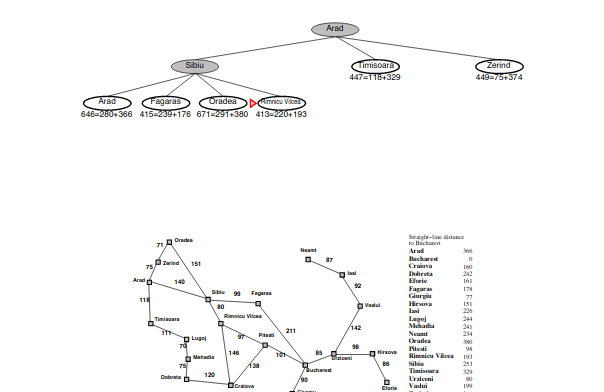 Arad
Sibiu
Timisoara
Zerind
447=118+329
449=75+374
Arad
Fagaras
Oradea
Rimnicu Vilcea
646=280+366
415=239+176
671=291+380
413=220+193
Straight−line distance
to Bucharest
Arad 366
Bucharest 0
Craiova 160
Dobreta 242
Eforie 161
Fagaras 178
Giurgiu 77
Hirsova 151
Iasi 226
Lugoj 244
Mehadia 241
Neamt 234
Oradea 380
Pitesti 98
Rimnicu Vilcea 193
Sibiu 253
Timisoara 329
Urziceni 80
Vaslui 199
Oradea
71
Neamt
Zerind
87
75
151
Iasi
Arad
140
92
Sibiu
99
Fagaras
118
80
Vaslui
Rimnicu Vilcea
Timisoara
142
111
211
Lugoj
97
Pitesti
70
98
Hirsova
146
101
85
Urziceni
Mehadia
138
86
75
Bucharest
120
Dobreta
90
Craiova
Eforie